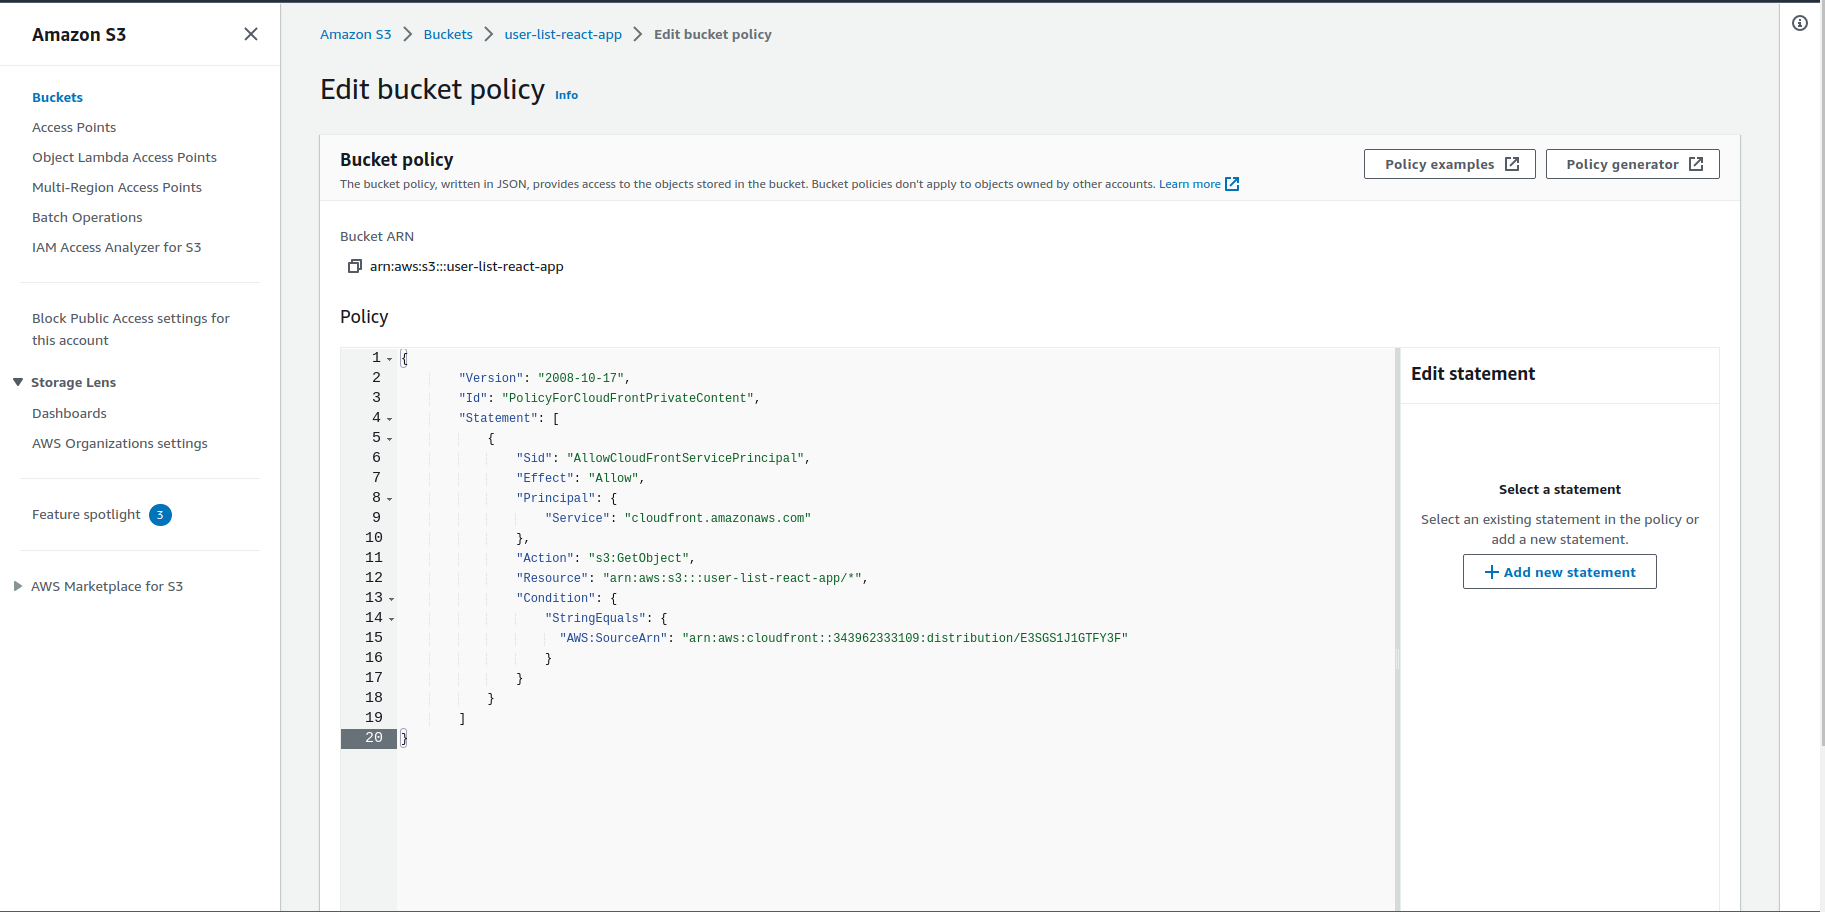 Amazon S3
Buckets
Access Points
Object Lambda Access Points
Multi-Region Access Points
Batch Operations
IAM Access Analyzer for S3
Block Public Access settings for
this account
Storage Lens
Dashboards
AWS Organizations settings
Feature spotlight 3
AWS Marketplace for S3
Amazon S3 > Buckets > user-list-react-app > Edit bucket policy
Edit bucket policy Info
Bucket policy
The bucket policy, written in JSON, provides access to the objects stored in the bucket. Bucket policies don't apply to objects owned by other accounts. Learn more
Policy examples
Policy generator
Bucket ARN
arn:aws:s3:::user-list-react-app
Policy
1 {
2 "Version": "2008-10-17",
3 "Id": "PolicyForCloudFrontPrivateContent",
4 "Statement": [
5 {
6 "Sid": "AllowCloudFrontServicePrincipal",
7 "Effect": "Allow",
8 "Principal": {
9 "Service": "cloudfront.amazonaws.com"
10 },
11 "Action": "s3:GetObject",
12 "Resource": "arn:aws:s3:::user-list-react-app/*",
13 "Condition": {
14 "StringEquals": {
15 "AWS:SourceArn": "arn:aws:cloudfront::343962333109:distribution/E3SGS1J1GTFY3F"
16 }
17 }
18 }
19 ]
20 }
Edit statement
Select a statement
Select an existing statement in the policy or
add a new statement.
+ Add new statement